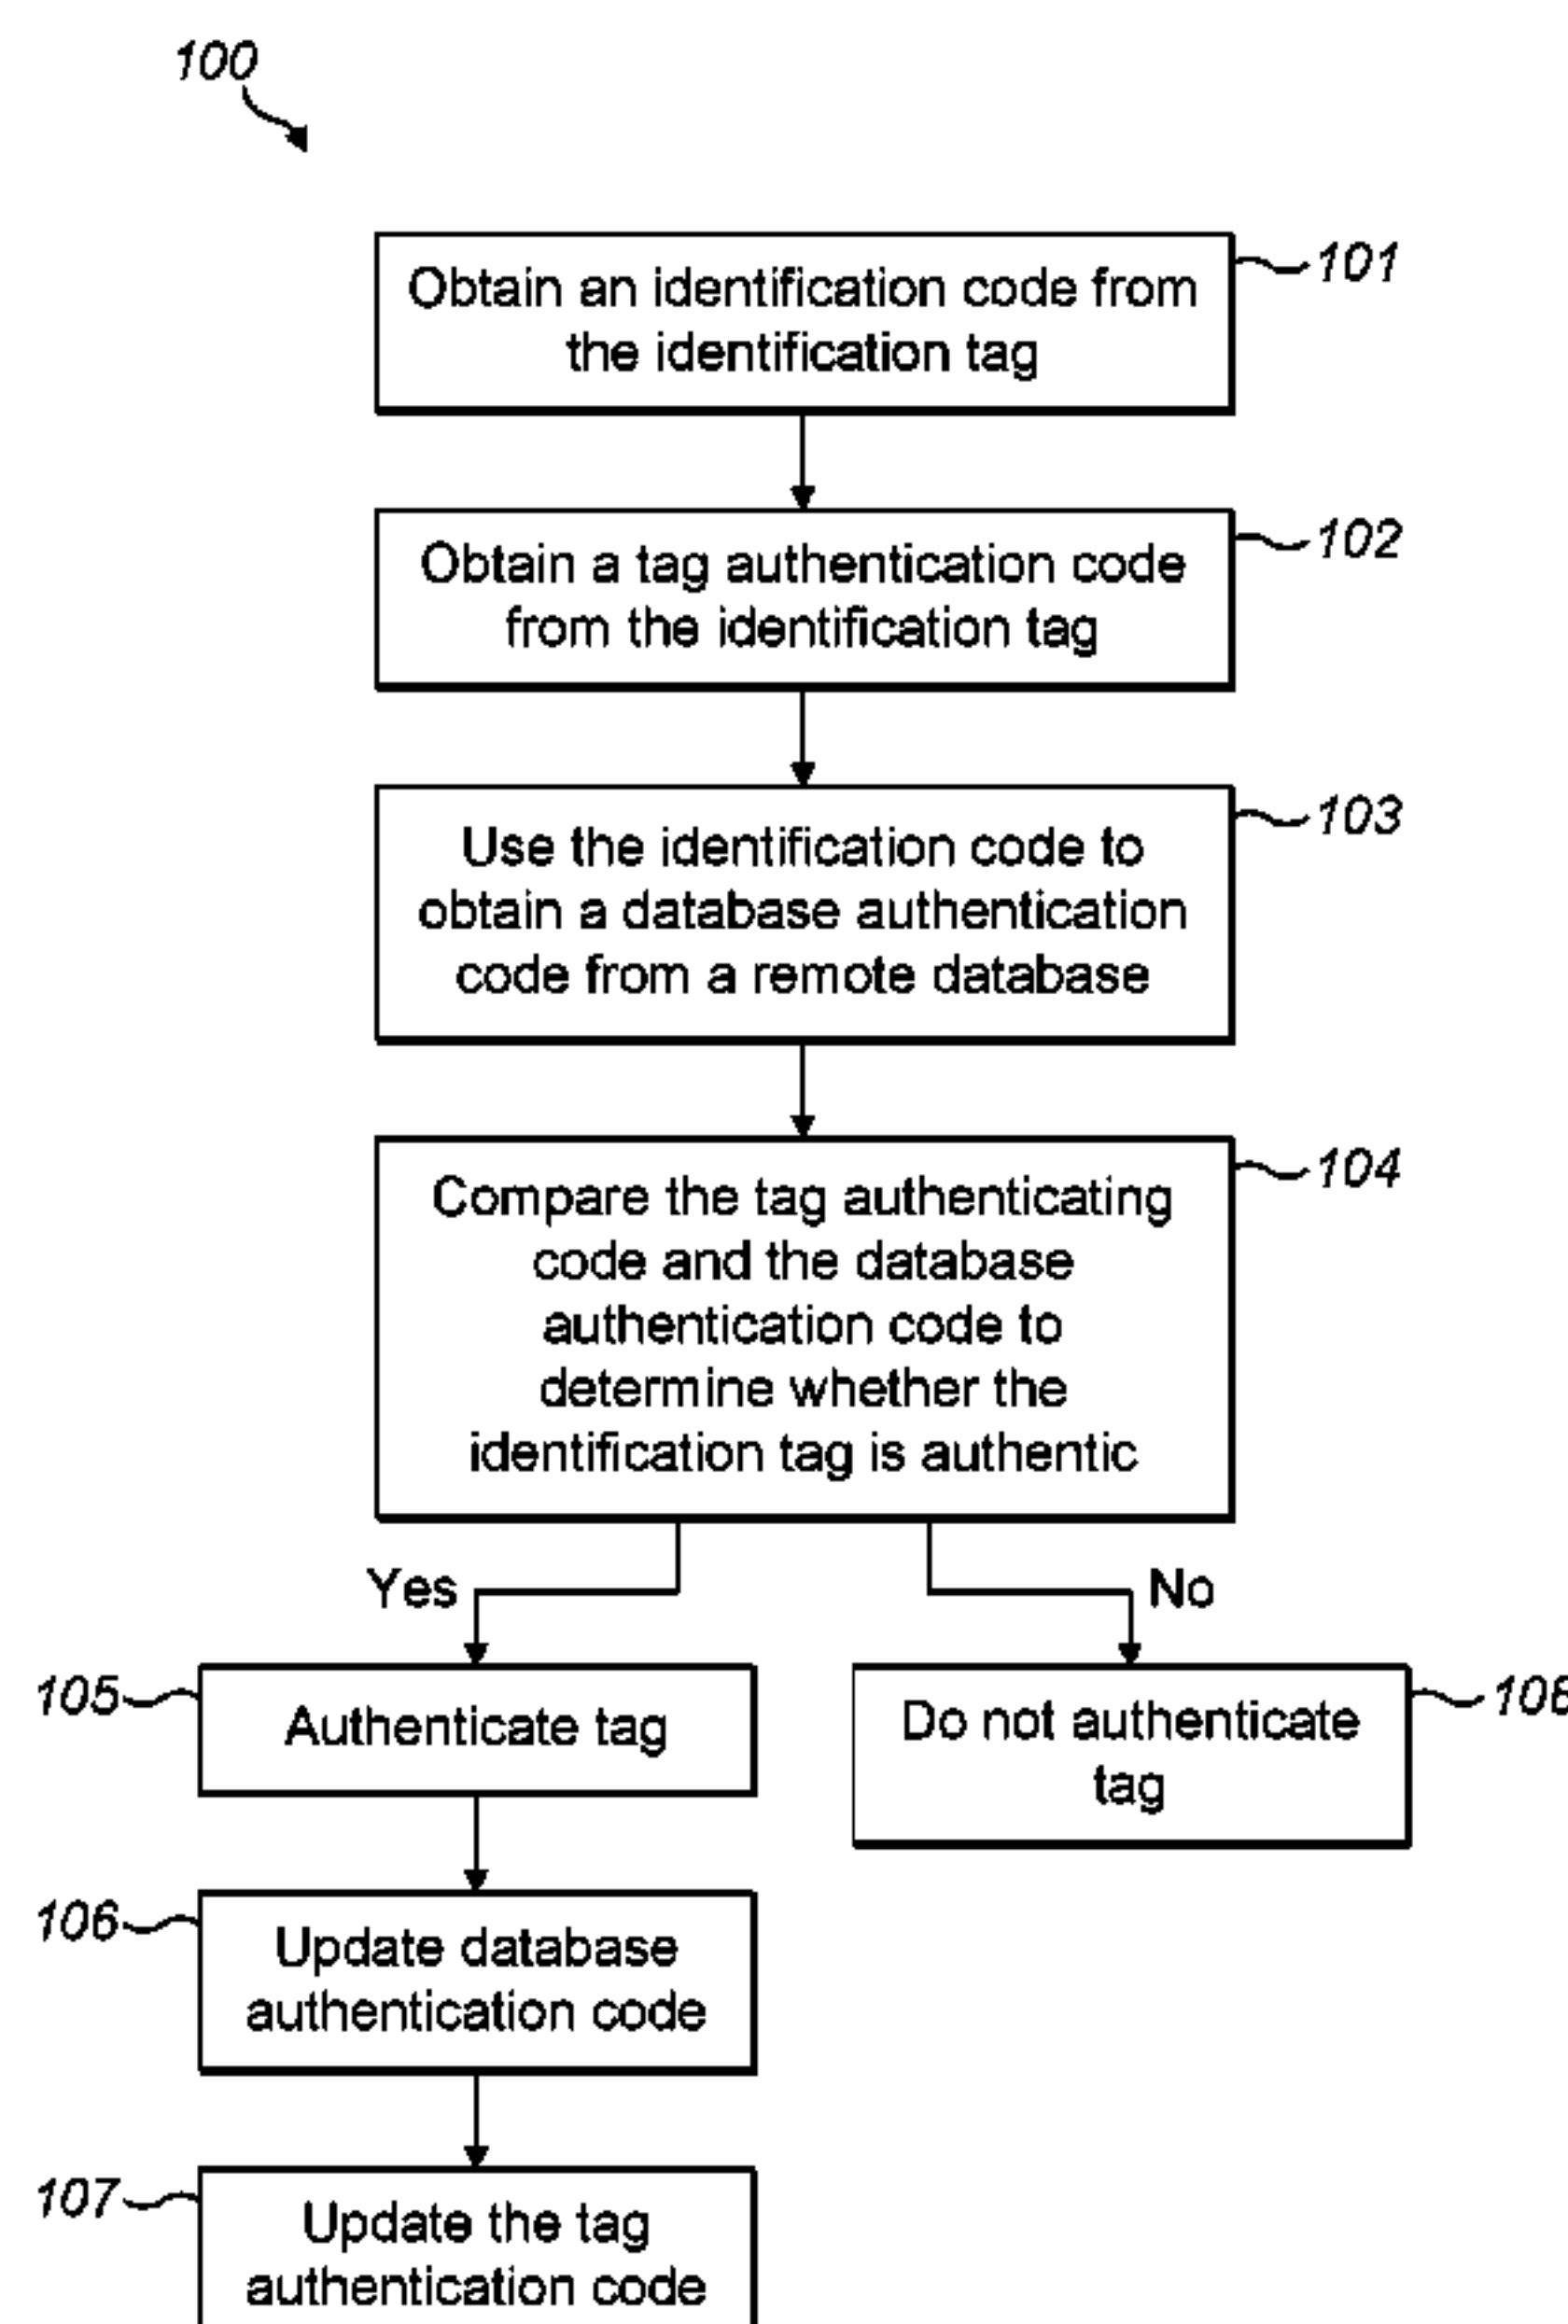 100
Obtain an identification code from
the identification tag
101
Obtain a tag authentication code
from the identification tag
102
Use the identification code to
obtain a database authentication
code from a remote database
103
Compare the tag authenticating
code and the database
authentication code to
determine whether the
identification tag is authentic
104
Yes
No
105
Authenticate tag
Do not authenticate
tag
106
Update database
authentication code
107
Update the tag
authentication code